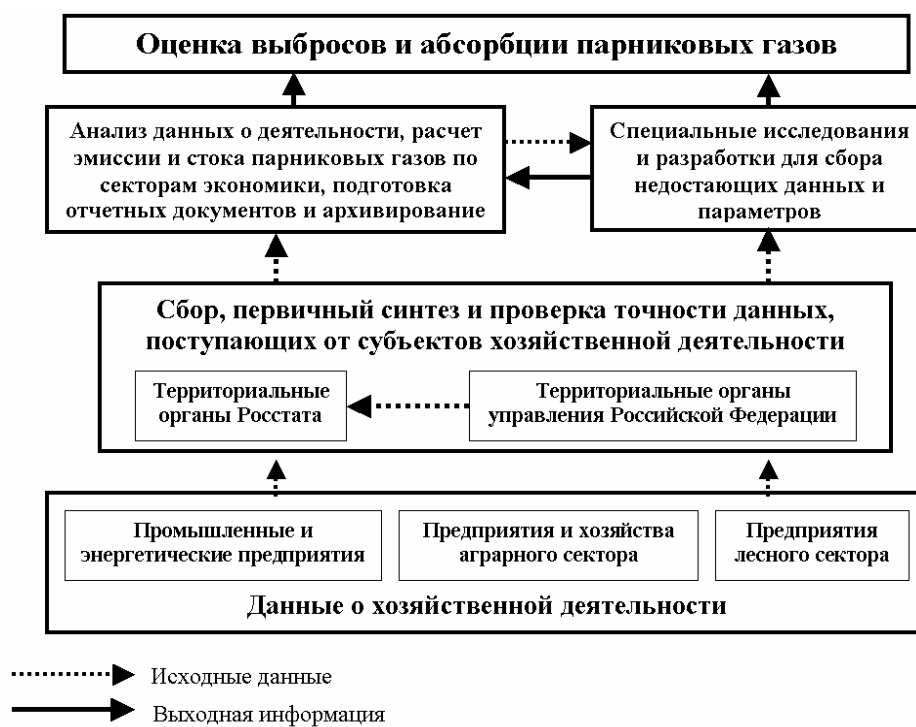 Оценка выбросов и абсорбции парниковых газов
Анализ данных о деятельности, расчет
эмиссии и стока парниковых газов по
секторам экономики, подготовка
отчетных документов и архивирование
Специальные исследования
и разработки для сбора
недостающих данных и
параметров
Сбор, первичный синтез и проверка точности данных,
поступающих от субъектов хозяйственной деятельности
Территориальные
органы Росстата
Территориальные органы
управления Российской Федерации
Промышленные и
энергетические предприятия
Предприятия и хозяйства
аграрного сектора
Предприятия
лесного сектора
Данные о хозяйственной деятельности
Исходные данные
Выходная информация